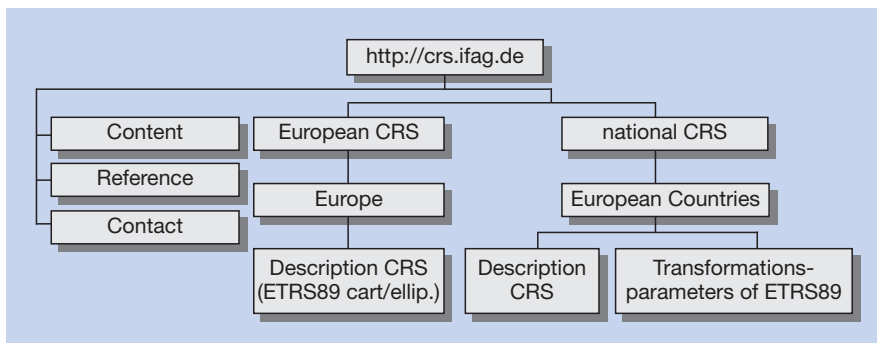 http://crs.ifag.de
Content
European CRS
national CRS
Reference
Europe
European Countries
Contact
Description CRS
(ETRS89 cart/ellip.)
Description
CRS
Transformations-
parameters of ETRS89